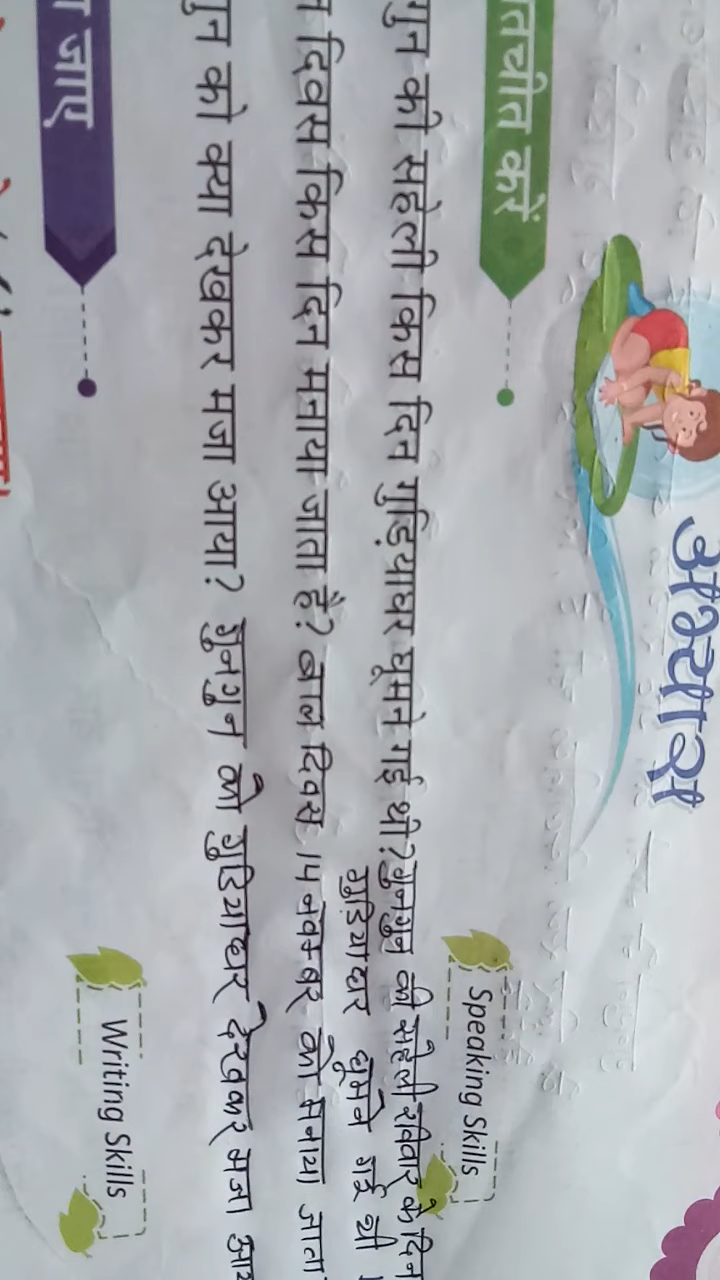 अभ्यास
तचीत करें
Speaking Skills
गुन की सहेली किस दिन गुड़ियाघर घूमने गई थी? गुनगुन की सहेली रविवार के दिन
गुडियाघर घूमने गई थी।
दिवस किस दिन मनाया जाता है? बाल दिवस 14 नवम्बर को मनाया जाता
गुन को क्या देखकर मजा आया? गुनगुन को गुडियाघर देखकर मजा
जाए
Writing Skills